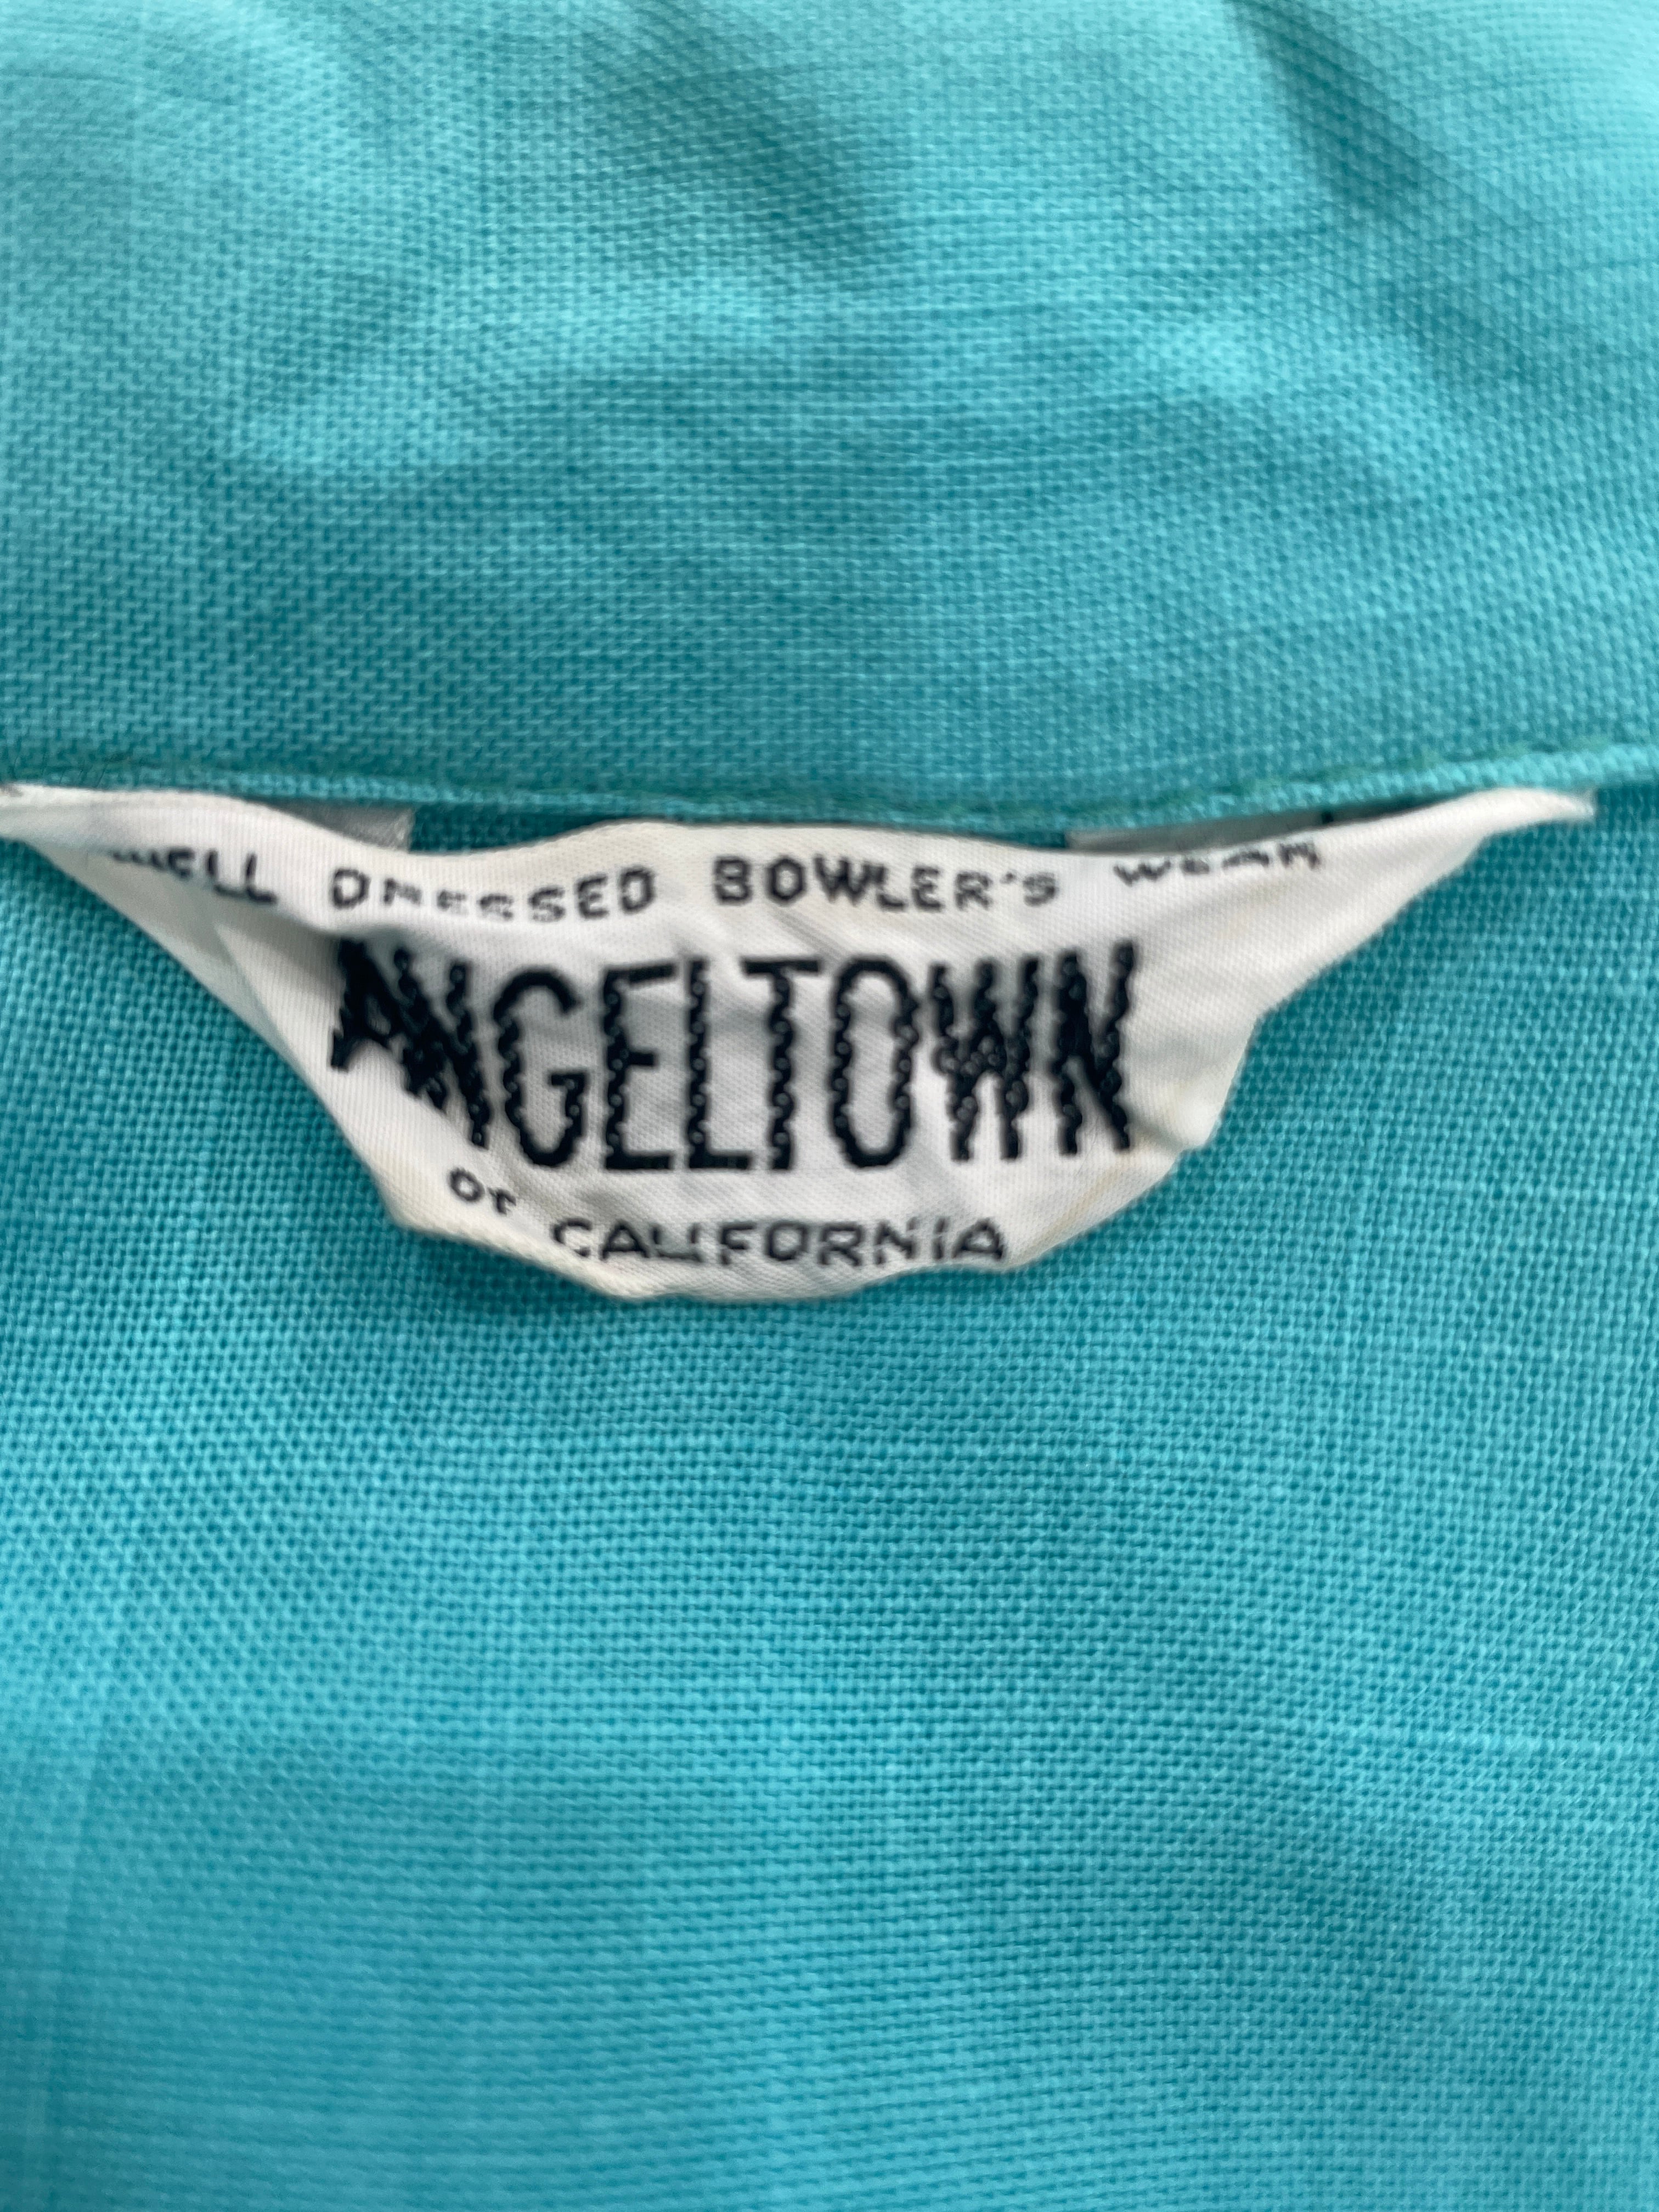 WELL DRESSED BOWLER'S WEAR
ANGELTOWN
OF CALIFORNIA